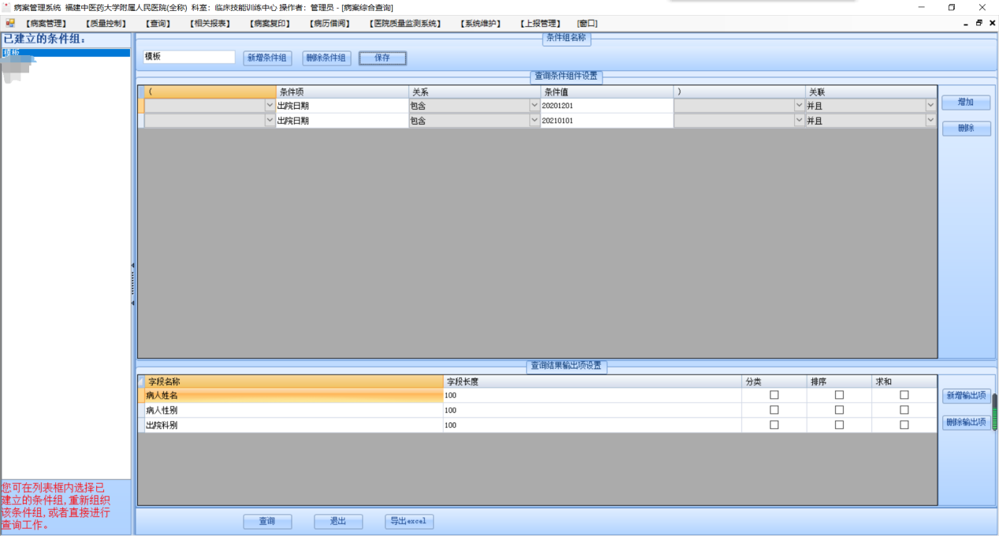 病案管理系统 福建中医药大学附属人民医院(全称) 科室：临床技能训练中心 操作者：管理员 - [病案综合查询]
【病案管理】 【质量控制】 【查询】 【相关报表】 【病案复印】 【病历借阅】 【医院质量监测系统】 【系统维护】 【上报管理】 [窗口]
已建立的条件组：
模板
条件组名称
模板 新增条件组 删除条件组 保存
查询条件组件设置
( 条件项 关系 条件值 ) 关联
出院日期 包含 20201201 并且
出院日期 包含 20210101 并且
增加
删除
查询结果输出项设置
字段名称 字段长度 分类 排序 求和
病人姓名 100
病人性别 100
出院科别 100
新增输出项
删除输出项
您可在列表框内选择已
建立的条件组,重新组织
该条件组,或者直接进行
查询工作。
查询 退出 导出excel